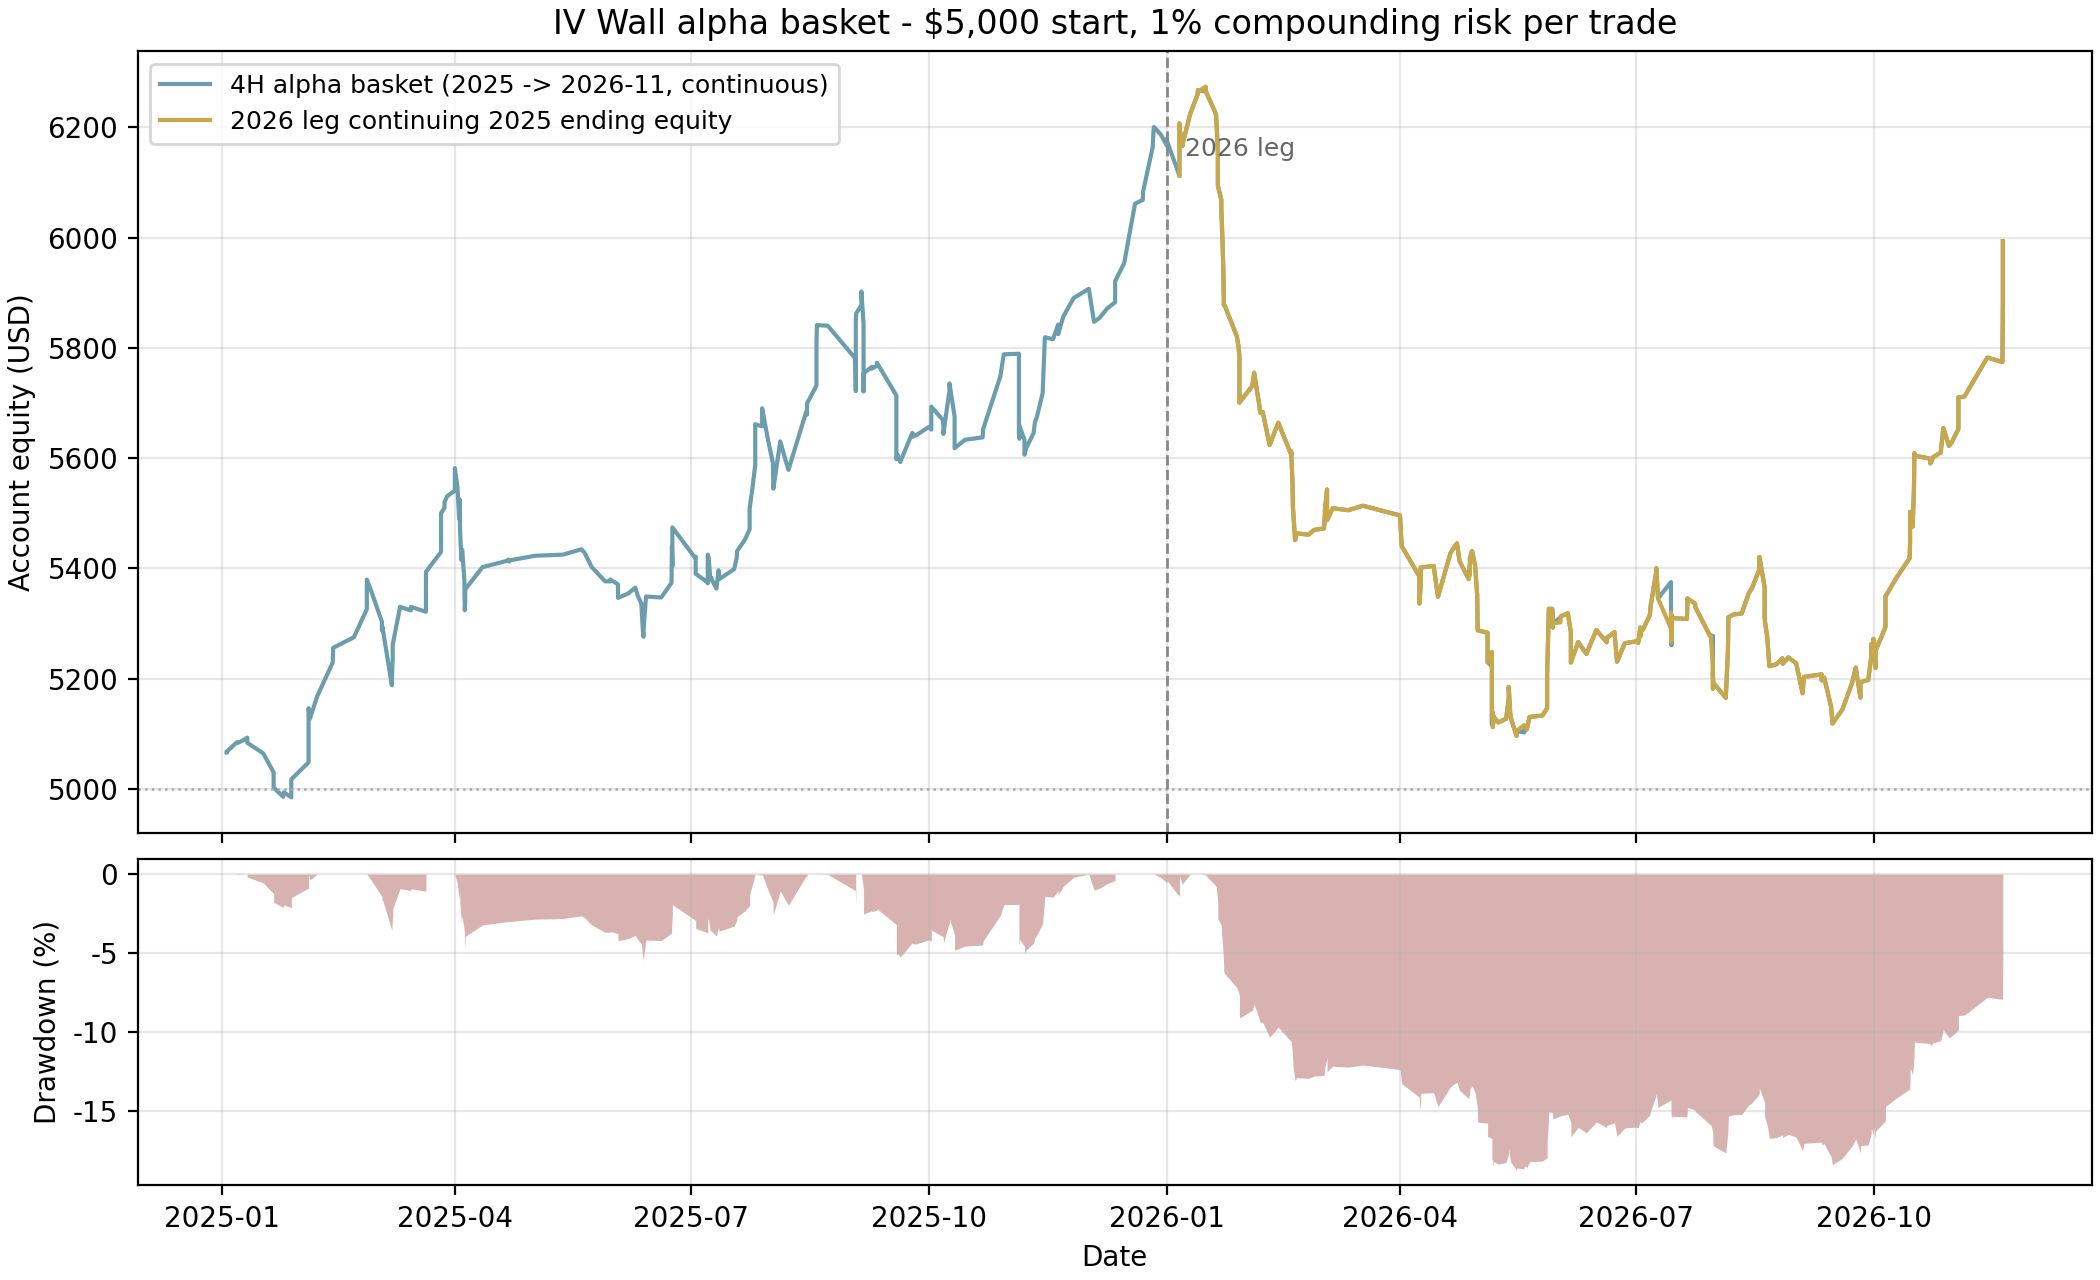 IV Wall alpha basket - $5,000 start, 1% compounding risk per trade
4H alpha basket (2025 -> 2026-11, continuous)
2026 leg continuing 2025 ending equity
2026 leg
Account equity (USD)
6200
6000
5800
5600
5400
5200
5000
Drawdown (%)
0
-5
-10
-15
2025-01
2025-04
2025-07
2025-10
2026-01
2026-04
2026-07
2026-10
Date